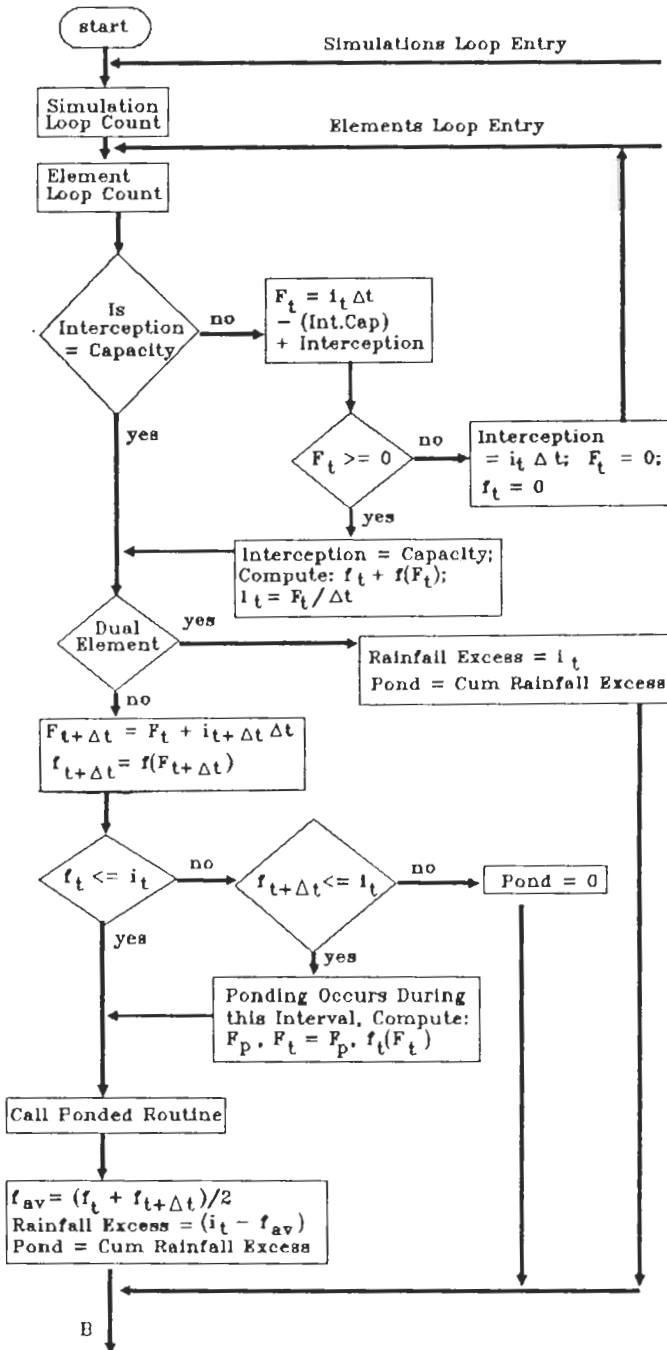 start
Simulations Loop Entry
Simulation
Loop Count
Elements Loop Entry
Element
Loop Count
Is
Interception
= Capacity
no
F_t = i_t Δt
− (Int.Cap)
+ Interception
yes
F_t >= 0
no
Interception
= i_t Δ t; F_t = 0;
f_t = 0
yes
Interception = Capacity;
Compute: f_t + f(F_t);
i_t = F_t / Δt
Dual
Element
yes
Rainfall Excess = i_t
Pond = Cum Rainfall Excess
no
F_t+Δt = F_t + i_t+Δt Δt
f_t+Δt = f(F_t+Δt)
f_t <= i_t
no
f_t+Δt <= i_t
no
Pond = 0
yes
yes
Ponding Occurs During
this Interval, Compute:
F_p, F_t = F_p, f_t(F_t)
Call Ponded Routine
f_av = (f_t + f_t+Δt)/2
Rainfall Excess = (i_t − f_av)
Pond = Cum Rainfall Excess
B